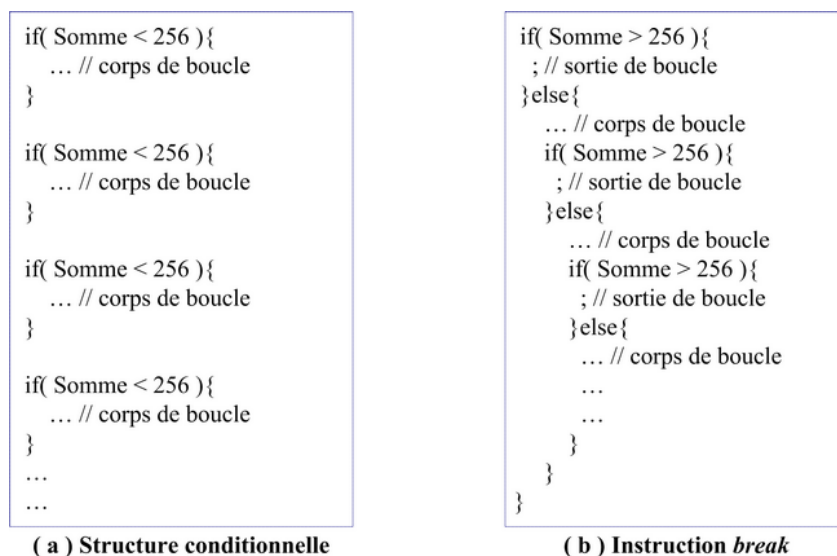 if( Somme < 256 ){
… // corps de boucle
}
if( Somme < 256 ){
… // corps de boucle
}
if( Somme < 256 ){
… // corps de boucle
}
if( Somme < 256 ){
… // corps de boucle
}
…
…
( a ) Structure conditionnelle
if( Somme > 256 ){
; // sortie de boucle
}else{
… // corps de boucle
if( Somme > 256 ){
; // sortie de boucle
}else{
… // corps de boucle
if( Somme > 256 ){
; // sortie de boucle
}else{
… // corps de boucle
…
…
}
}
}
( b ) Instruction break